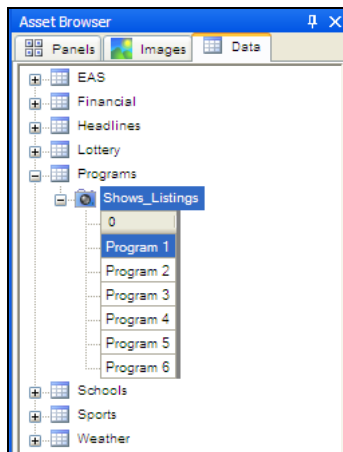 Asset Browser
Panels Images Data
EAS
Financial
Headlines
Lottery
Programs
Shows_Listings
0
Program 1
Program 2
Program 3
Program 4
Program 5
Program 6
Schools
Sports
Weather